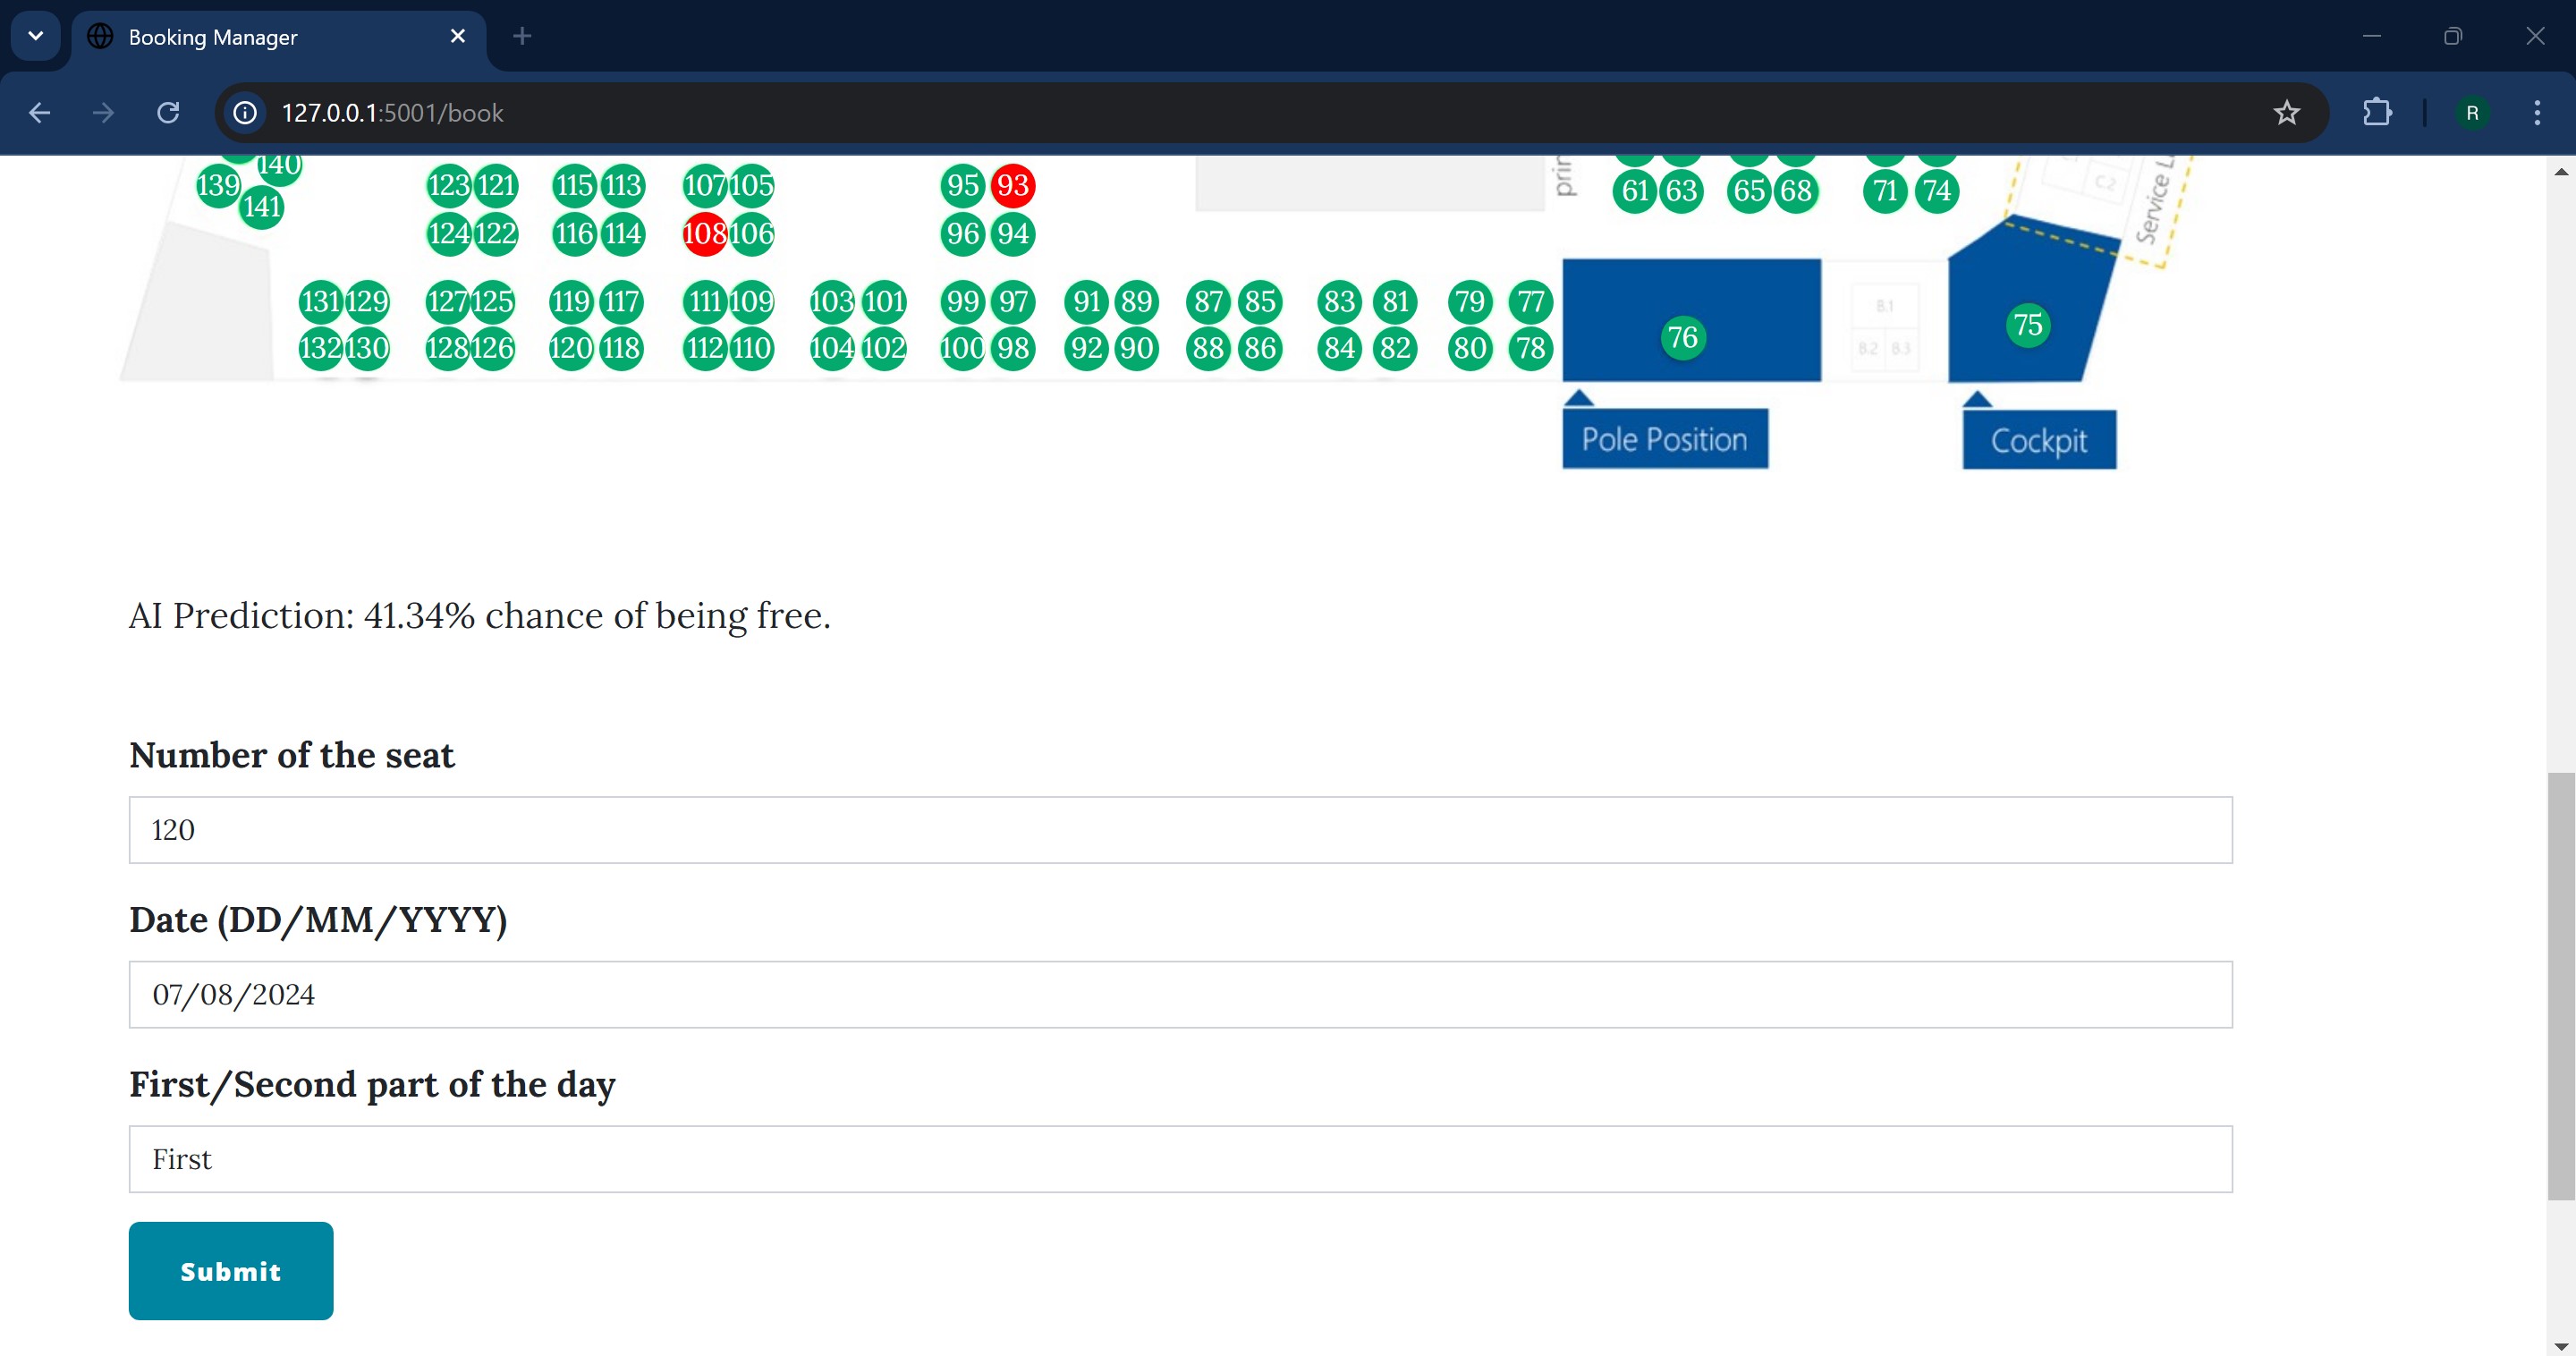 Booking Manager
127.0.0.1:5001/book
R
140
139
141
123 121 115 113 107 105 95 93
124 122 116 114 108 106 96 94
61 63 65 68 71 74
C2
Service L
prin
131 129 127 125 119 117 111 109 103 101 99 97 91 89 87 85 83 81 79 77
132 130 128 126 120 118 112 110 104 102 100 98 92 90 88 86 84 82 80 78
76
B.1
B.2 B.3
75
Pole Position
Cockpit
AI Prediction: 41.34% chance of being free.
Number of the seat
120
Date (DD/MM/YYYY)
07/08/2024
First/Second part of the day
First
Submit